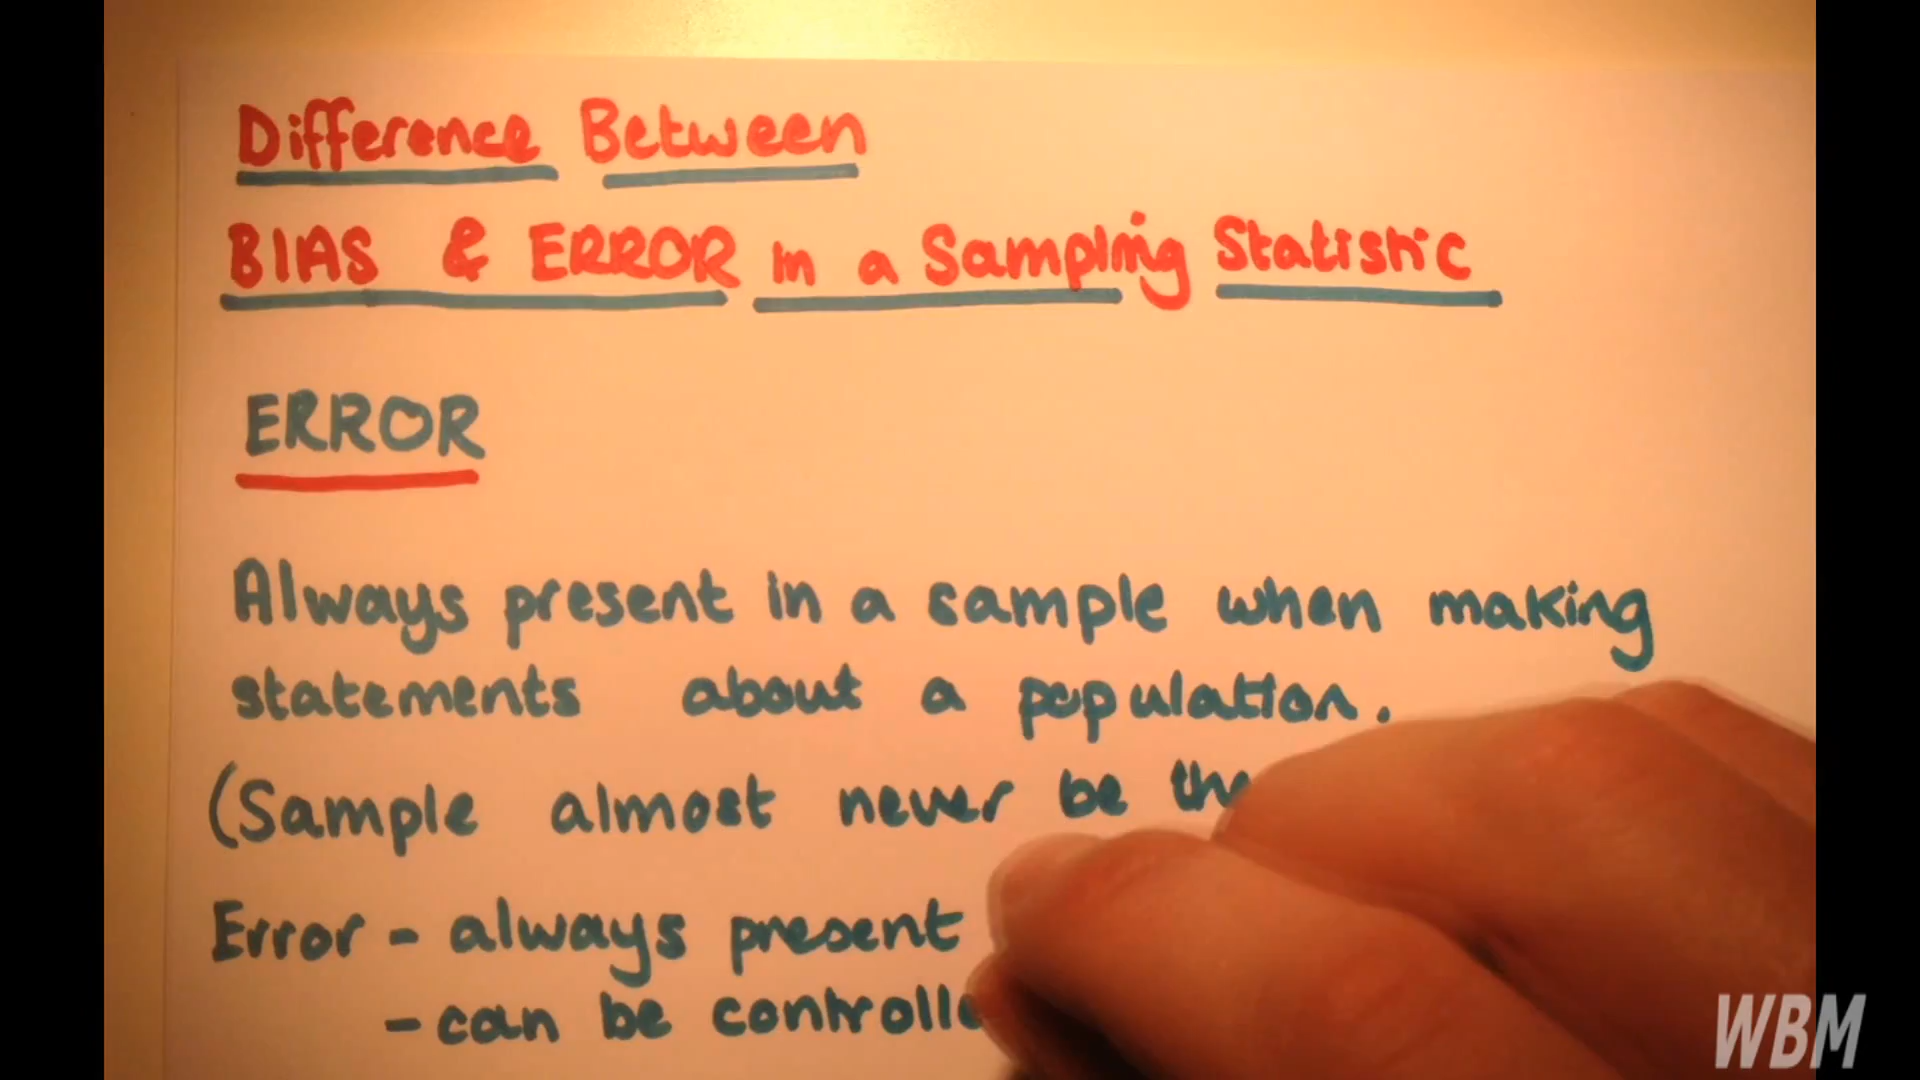 Difference Between
BIAS & ERROR in a Sampling Statistic
ERROR
Always present in a sample when making
statements about a population.
(Sample almost never be
Error - always present
- can be
WBM